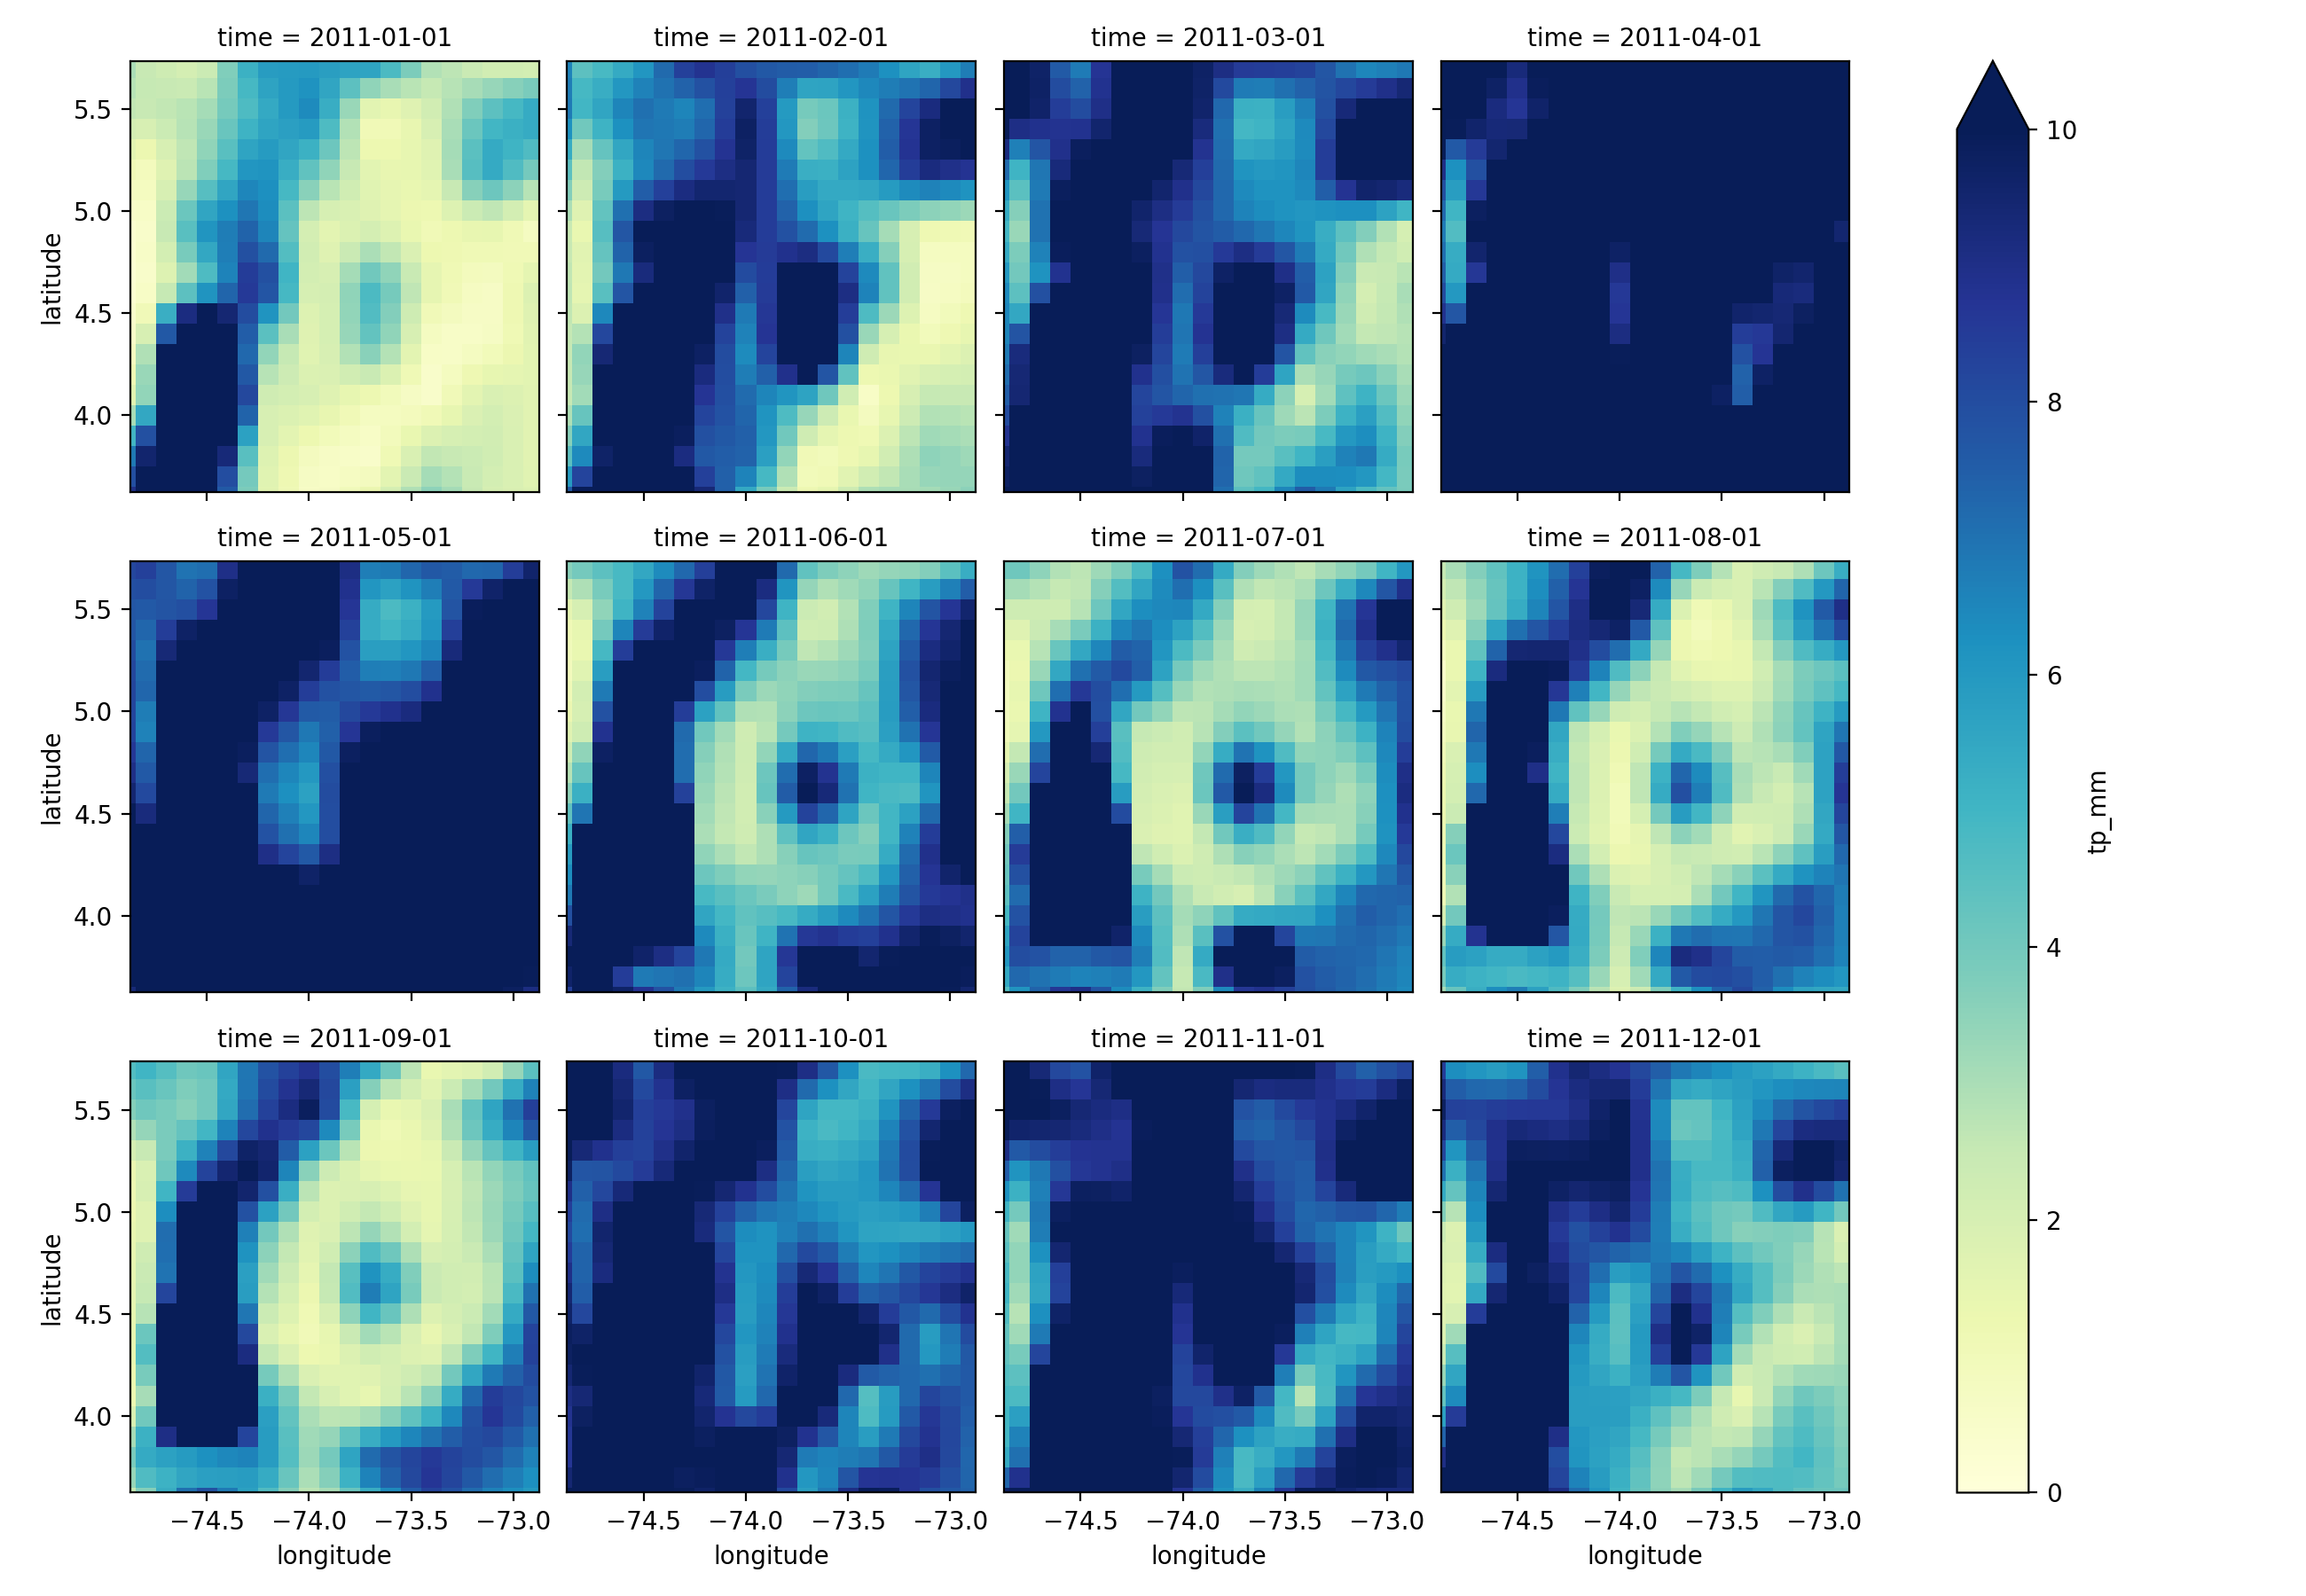 time = 2011-01-01
time = 2011-02-01
time = 2011-03-01
time = 2011-04-01
10
8
6
4
2
0
tp_mm
latitude
5.5
5.0
4.5
4.0
time = 2011-05-01
time = 2011-06-01
time = 2011-07-01
time = 2011-08-01
latitude
5.5
5.0
4.5
4.0
time = 2011-09-01
time = 2011-10-01
time = 2011-11-01
time = 2011-12-01
latitude
5.5
5.0
4.5
4.0
−74.5 −74.0 −73.5 −73.0
longitude
−74.5 −74.0 −73.5 −73.0
longitude
−74.5 −74.0 −73.5 −73.0
longitude
−74.5 −74.0 −73.5 −73.0
longitude